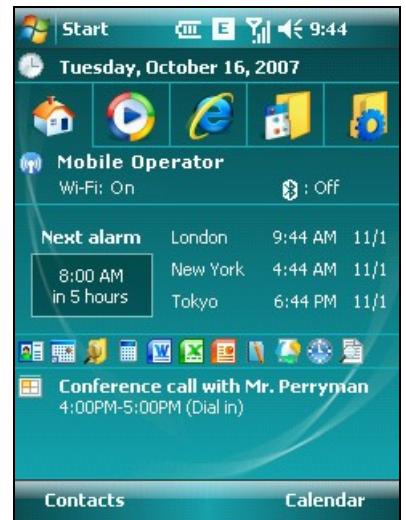 Start E 9:44
Tuesday, October 16, 2007
Mobile Operator
Wi-Fi: On : Off
Next alarm
8:00 AM
in 5 hours
London 9:44 AM 11/1
New York 4:44 AM 11/1
Tokyo 6:44 PM 11/1
Conference call with Mr. Perryman
4:00PM-5:00PM (Dial in)
Contacts Calendar